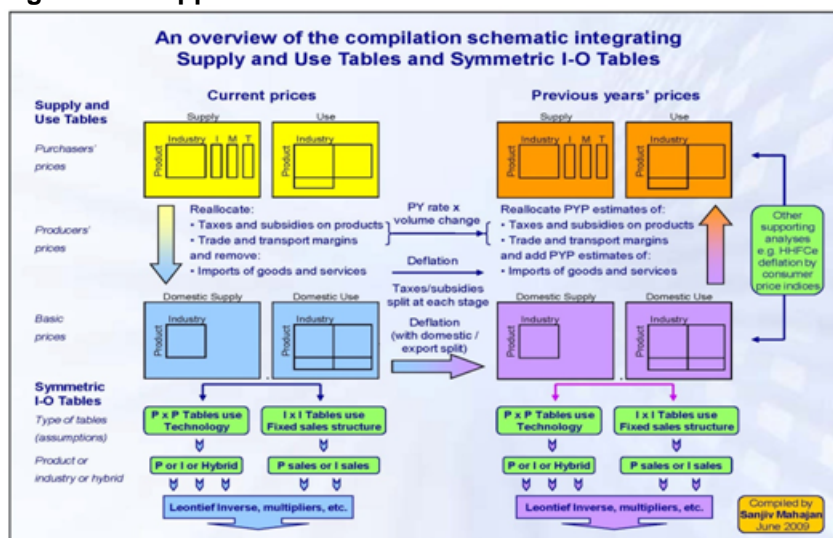 An overview of the compilation schematic integrating
Supply and Use Tables and Symmetric I-O Tables
Supply and
Use Tables
Current prices
Previous years' prices
Supply
Use
Supply
Use
Purchasers'
prices
Product
Industry I M T
Product
Industry
Product
Industry I M T
Product
Industry
Producers'
prices
Reallocate:
• Taxes and subsidies on products
• Trade and transport margins
and remove:
• Imports of goods and services
PY rate x
volume change
Deflation
Taxes/subsidies
split at each stage
Deflation
(with domestic /
export split)
Reallocate PYP estimates of:
• Taxes and subsidies on products
• Trade and transport margins
and add PYP estimates of:
• Imports of goods and services
Other
supporting
analyses
e.g. HHFCe
deflation by
consumer
price indices
Basic
prices
Domestic Supply
Domestic Use
Domestic Supply
Domestic Use
Product
Industry
Product
Industry
Product
Industry
Product
Industry
Symmetric
I-O Tables
Type of tables
(assumptions)
P x P Tables use
Technology
I x I Tables use
Fixed sales structure
P x P Tables use
Technology
I x I Tables use
Fixed sales structure
Product or
industry or hybrid
P or I or Hybrid
P sales or I sales
P or I or Hybrid
P sales or I sales
Leontief Inverse, multipliers, etc.
Leontief Inverse, multipliers, etc.
Compiled by
Sanjiv Mahajan
June 2009